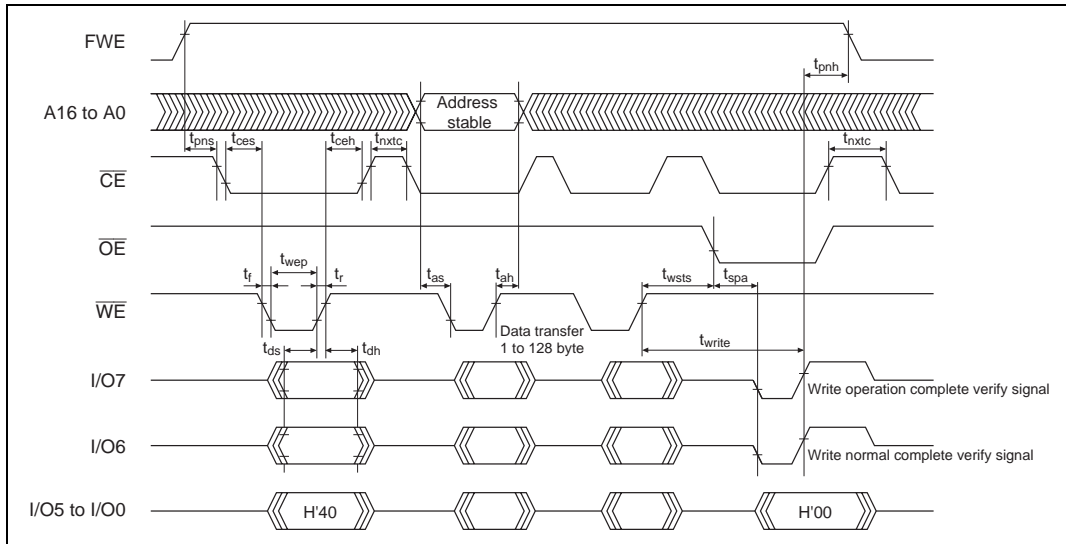 FWE
tpnh
A16 to A0
Address
stable
tpns
tces
tceh
tnxtc
tnxtc
CE
OE
twep
tf
tr
tas
tah
twsts
tspa
WE
Data transfer
1 to 128 byte
twrite
tds
tdh
I/O7
Write operation complete verify signal
I/O6
Write normal complete verify signal
I/O5 to I/O0
H'40
H'00